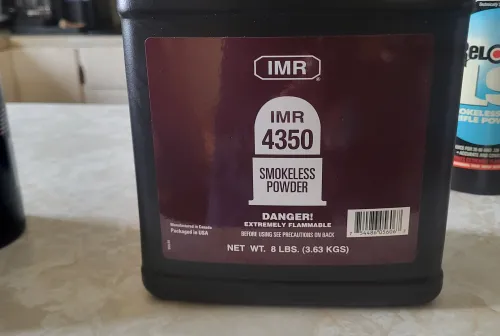 IMR
IMR
4350
SMOKELESS
POWDER
DANGER!
EXTREMELY FLAMMABLE
BEFORE USING SEE PRECAUTIONS ON BACK
Manufactured in Canada
Packaged in USA
NET WT. 8 LBS. (3.63 KGS)
RELO
SMOKELESS